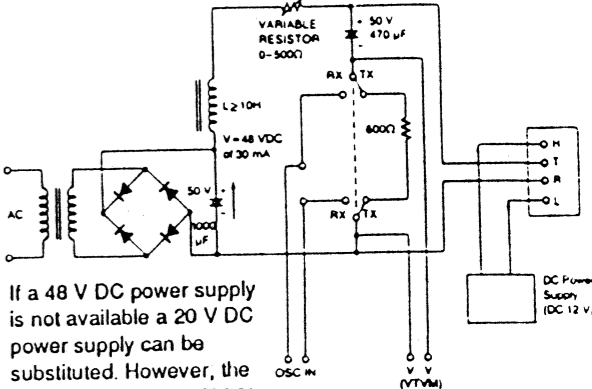 VARIABLE
RESISTOR
0-500Ω
+ 50 V
470 µF
-
RX TX
L≥10H
600Ω
V=48 VDC
at 30 mA
50 V +
-
1000
µF
AC
RX TX
H
T
R
L
DC Power
Supply
(DC 12 V)
OSC IN
V V
(VTVM)
If a 48 V DC power supply
is not available a 20 V DC
power supply can be
substituted. However, the